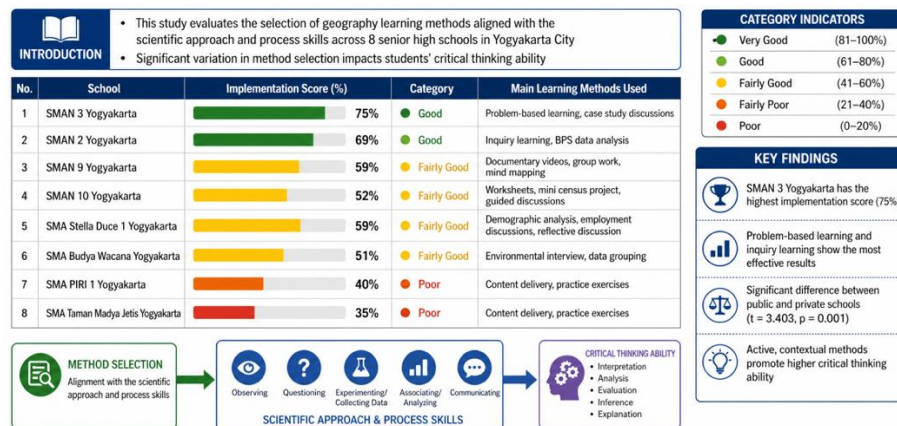 INTRODUCTION
• This study evaluates the selection of geography learning methods aligned with the
scientific approach and process skills across 8 senior high schools in Yogyakarta City
• Significant variation in method selection impacts students' critical thinking ability
No. School Implementation Score (%) Category Main Learning Methods Used
1 SMAN 3 Yogyakarta 75% Good Problem-based learning, case study discussions
2 SMAN 2 Yogyakarta 69% Good Inquiry learning, BPS data analysis
3 SMAN 9 Yogyakarta 59% Fairly Good Documentary videos, group work,
mind mapping
4 SMAN 10 Yogyakarta 52% Fairly Good Worksheets, mini census project,
guided discussions
5 SMA Stella Duce 1 Yogyakarta 59% Fairly Good Demographic analysis, employment
discussions, reflective discussion
6 SMA Budya Wacana Yogyakarta 51% Fairly Good Environmental interview, data grouping
7 SMA PIRI 1 Yogyakarta 40% Poor Content delivery, practice exercises
8 SMA Taman Madya Jetis Yogyakarta 35% Poor Content delivery, practice exercises
METHOD SELECTION
Alignment with the scientific
approach and process skills
Observing Questioning Experimenting/ Associating/ Communicating
Collecting Data Analyzing
SCIENTIFIC APPROACH & PROCESS SKILLS
CRITICAL THINKING ABILITY
• Interpretation
• Analysis
• Evaluation
• Inference
• Explanation
CATEGORY INDICATORS
Very Good (81–100%)
Good (61–80%)
Fairly Good (41–60%)
Fairly Poor (21–40%)
Poor (0–20%)
KEY FINDINGS
SMAN 3 Yogyakarta has the
highest implementation score (75%
Problem-based learning and
inquiry learning show the most
effective results
Significant difference between
public and private schools
(t = 3.403, p = 0.001)
Active, contextual methods
promote higher critical thinking
ability